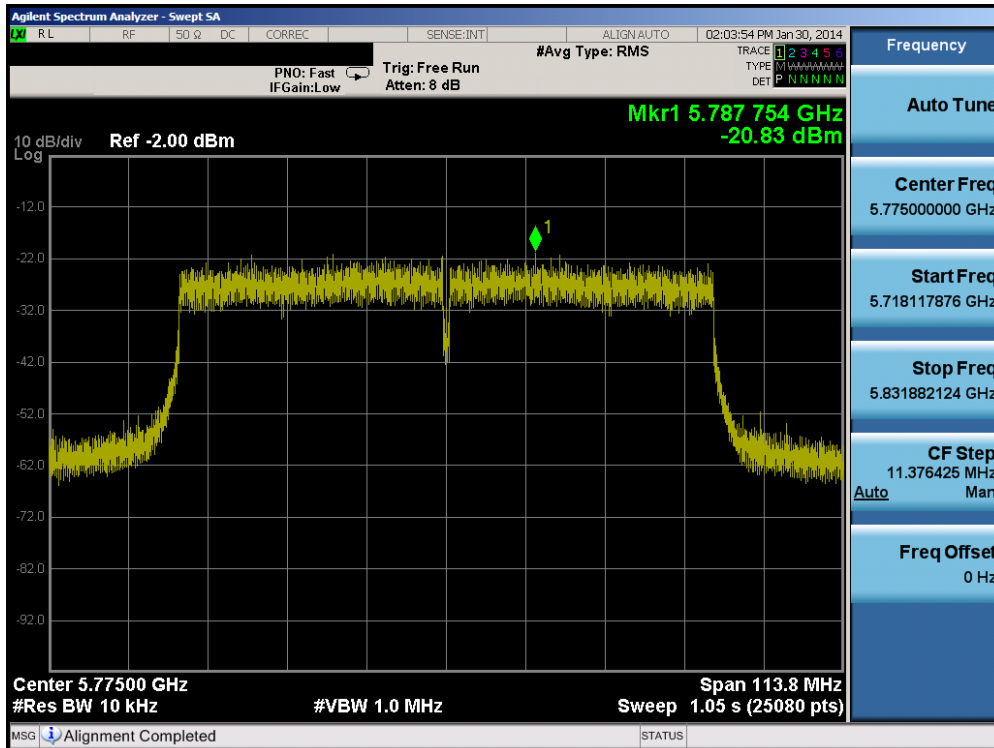 Agilent Spectrum Analyzer - Swept SA
LXI RL RF 50 Ω DC CORREC SENSE:INT ALIGN AUTO 02:03:54 PM Jan 30, 2014
Frequency
#Avg Type: RMS
TRACE 1 2 3 4 5 6
PNO: Fast Trig: Free Run
TYPE M
IFGain:Low Atten: 8 dB
DET P N N N N N
Auto Tune
Mkr1 5.787 754 GHz
-20.83 dBm
10 dB/div Ref -2.00 dBm
Log
-12.0
-22.0
-32.0
-42.0
-52.0
-62.0
-72.0
-82.0
-92.0
1
Center Freq
5.775000000 GHz
Start Freq
5.718117876 GHz
Stop Freq
5.831882124 GHz
CF Step
11.376425 MHz
Auto Man
Freq Offset
0 Hz
Center 5.77500 GHz Span 113.8 MHz
#Res BW 10 kHz #VBW 1.0 MHz Sweep 1.05 s (25080 pts)
MSG Alignment Completed STATUS